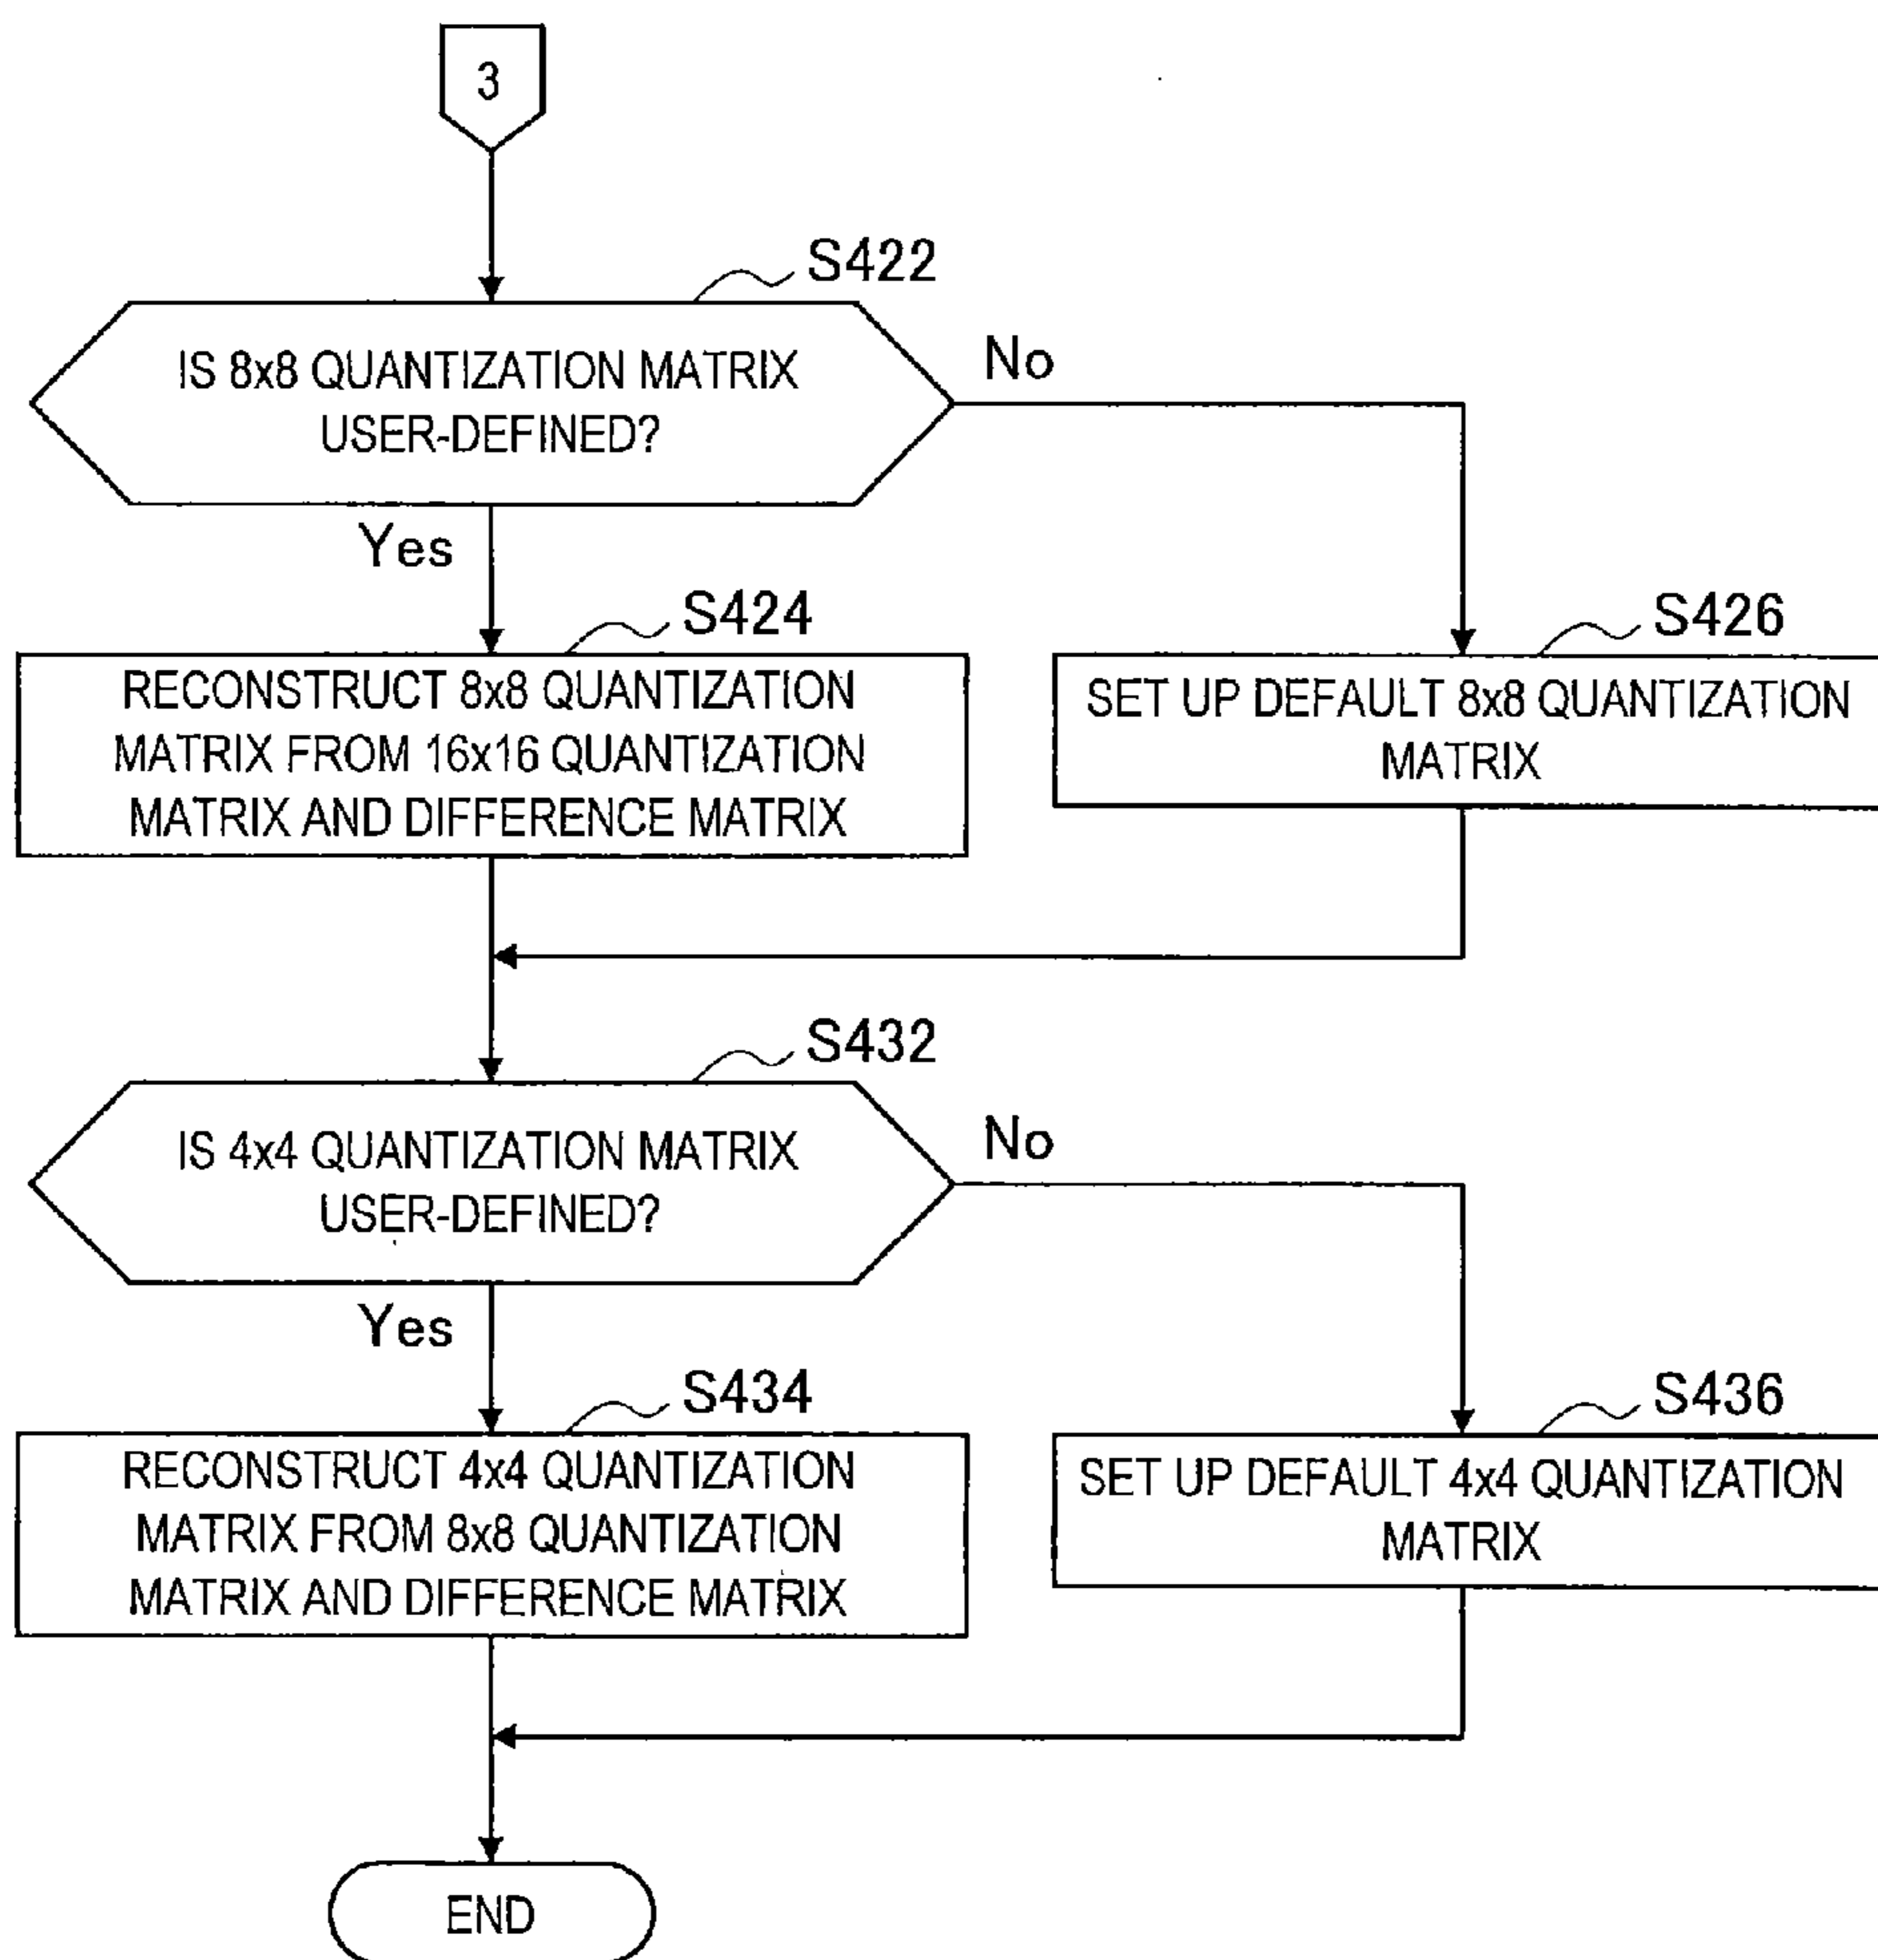 3
S422
IS 8x8 QUANTIZATION MATRIX
USER-DEFINED?
No
Yes
S424
RECONSTRUCT 8x8 QUANTIZATION
MATRIX FROM 16x16 QUANTIZATION
MATRIX AND DIFFERENCE MATRIX
S426
SET UP DEFAULT 8x8 QUANTIZATION
MATRIX
S432
IS 4x4 QUANTIZATION MATRIX
USER-DEFINED?
No
Yes
S434
RECONSTRUCT 4x4 QUANTIZATION
MATRIX FROM 8x8 QUANTIZATION
MATRIX AND DIFFERENCE MATRIX
S436
SET UP DEFAULT 4x4 QUANTIZATION
MATRIX
END